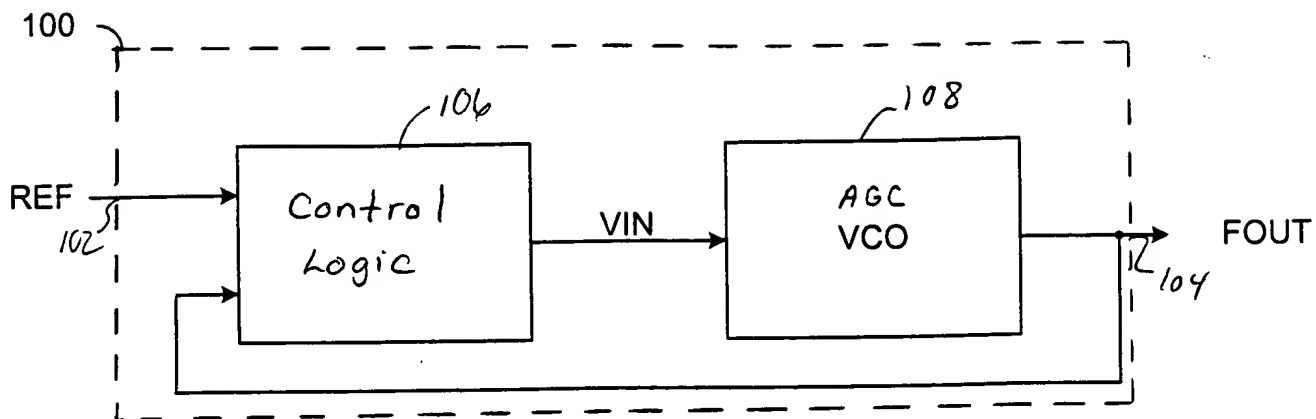 100
106
108
REF
102
Control
Logic
VIN
AGC
VCO
FOUT
104